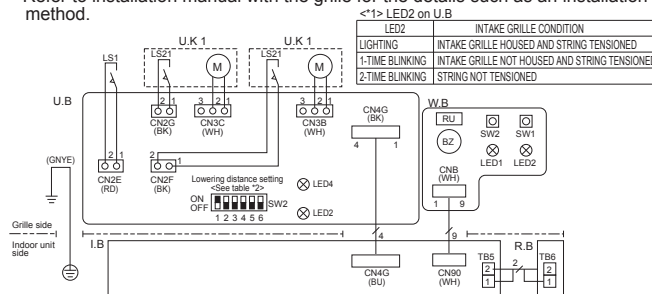 Refer to installation manual with the grille for the details such as an installation
method.
<*1> LED2 on U.B
LED2 INTAKE GRILLE CONDITION
LIGHTING INTAKE GRILLE HOUSED AND STRING TENSIONED
1-TIME BLINKING INTAKE GRILLE NOT HOUSED AND STRING TENSIONED
2-TIME BLINKING STRING NOT TENSIONED
U.K 1 U.K 1
LS1 LS21 M LS21 M
U.B
2 1 3 2 1 3 2 1
CN2G CN3C CN3B
(BK) (WH) (WH)
CN4G
(BK)
4 1
W.B
RU
BZ
SW2 SW1
LED1 LED2
CNB
(WH)
1 9
(GNYE)
2 1 2 1
CN2E CN2F
(RD) (BK)
Lowering distance setting
<See table *2>
ON
OFF
SW2
1 2 3 4 5 6
LED4
LED2
Grille side
Indoor unit
side
I.B
4 9
CN4G CN90
(BU) (WH)
R.B
TB5 TB6
2 2 2
1 1